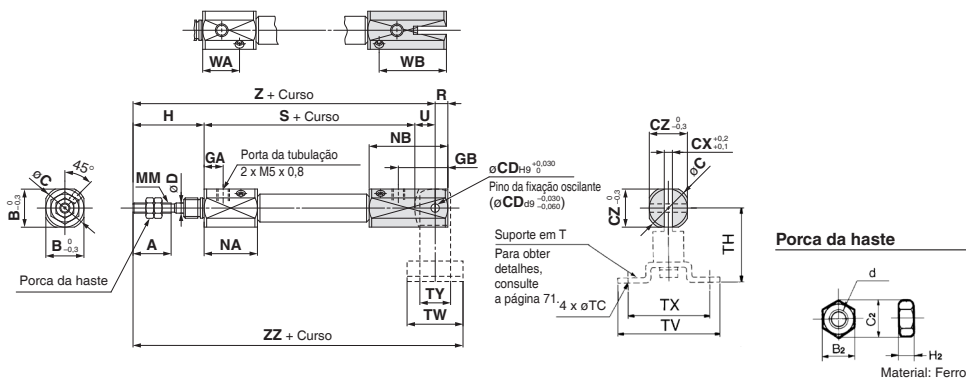 WA
WB
Z + Curso
R
H
S + Curso
U
NB
GA
Porta da tubulação
2 x M5 x 0,8
GB
45°
øC
MM
øD
B 0 -0,3
B 0 -0,3
A
NA
Porca da haste
øCDH9 +0,030 0
Pino da fixação oscilante
(øCDd9 -0,030 -0,060)
Suporte em T
Para obter
detalhes,
consulte
a página 71.
4 x øTC
TY
TW
ZZ + Curso
CZ 0 -0,3
CX +0,2 +0,1
øC
CZ 0 -0,3
TH
TX
TV
Porca da haste
d
C2
B2
H2
Material: Ferro